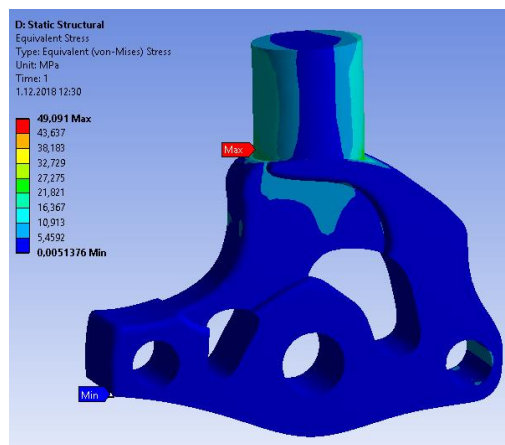 D: Static Structural
Equivalent Stress
Type: Equivalent (von-Mises) Stress
Unit: MPa
Time: 1
1.12.2018 12:30
49,091 Max
43,637
38,183
32,729
27,275
21,821
16,367
10,913
5,4592
0,0051376 Min
Max
Min